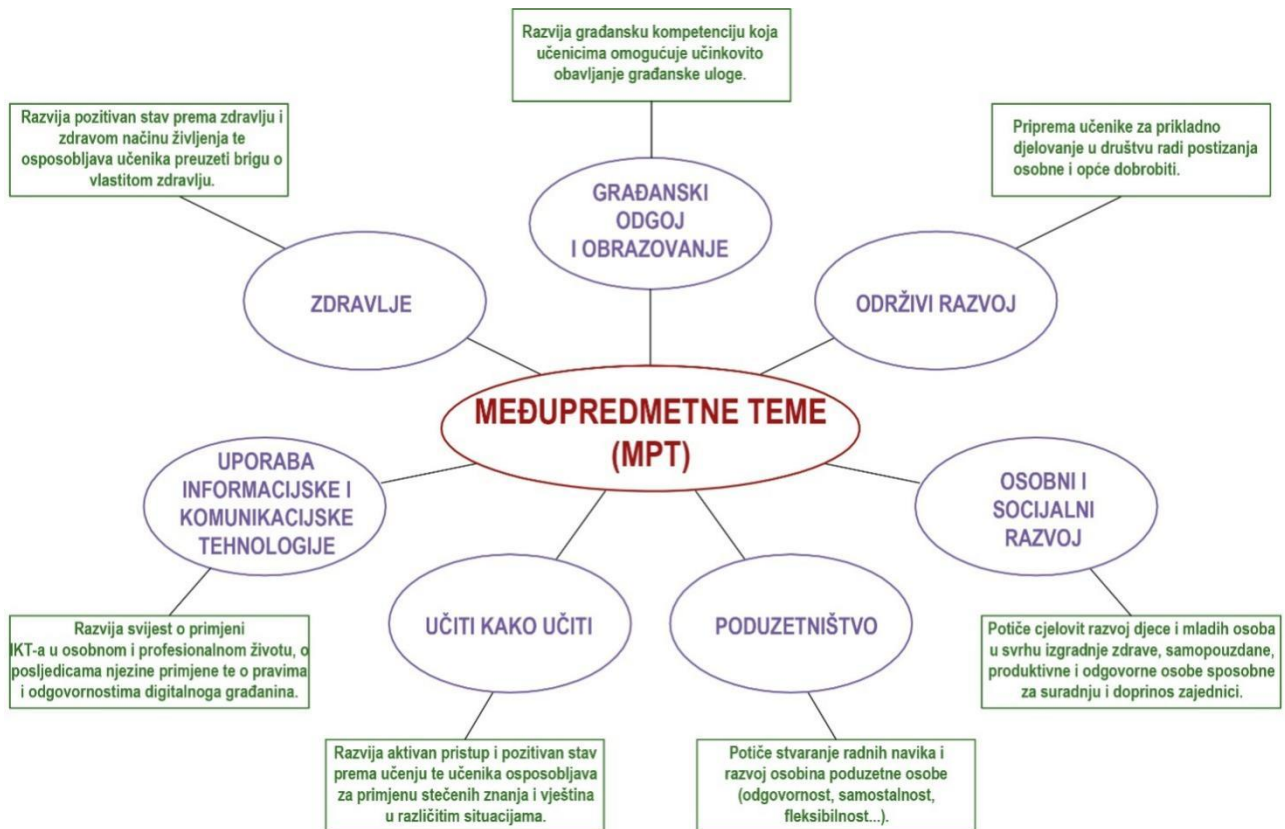 Razvija građansku kompetenciju koja
učenicima omogućuje učinkovito
obavljanje građanske uloge.
Razvija pozitivan stav prema zdravlju i
zdravom načinu življenja te
osposobljava učenika preuzeti brigu o
vlastitom zdravlju.
Priprema učenike za prikladno
djelovanje u društvu radi postizanja
osobne i opće dobrobiti.
GRAĐANSKI
ODGOJ
I OBRAZOVANJE
ZDRAVLJE
ODRŽIVI RAZVOJ
MEĐUPREDMETNE TEME
(MPT)
UPORABA
INFORMACIJSKE I
KOMUNIKACIJSKE
TEHNOLOGIJE
OSOBNI I
SOCIJALNI
RAZVOJ
UČITI KAKO UČITI
PODUZETNIŠTVO
Razvija svijest o primjeni
IKT-a u osobnom i profesionalnom životu, o
posljedicama njezine primjene te o pravima
i odgovornostima digitalnoga građanina.
Potiče cjelovit razvoj djece i mladih osoba
u svrhu izgradnje zdrave, samopouzdane,
produktivne i odgovorne osobe sposobne
za suradnju i doprinos zajednici.
Razvija aktivan pristup i pozitivan stav
prema učenju te učenika osposobljava
za primjenu stečenih znanja i vještina
u različitim situacijama.
Potiče stvaranje radnih navika i
razvoj osobina poduzetne osobe
(odgovornost, samostalnost,
fleksibilnost...).